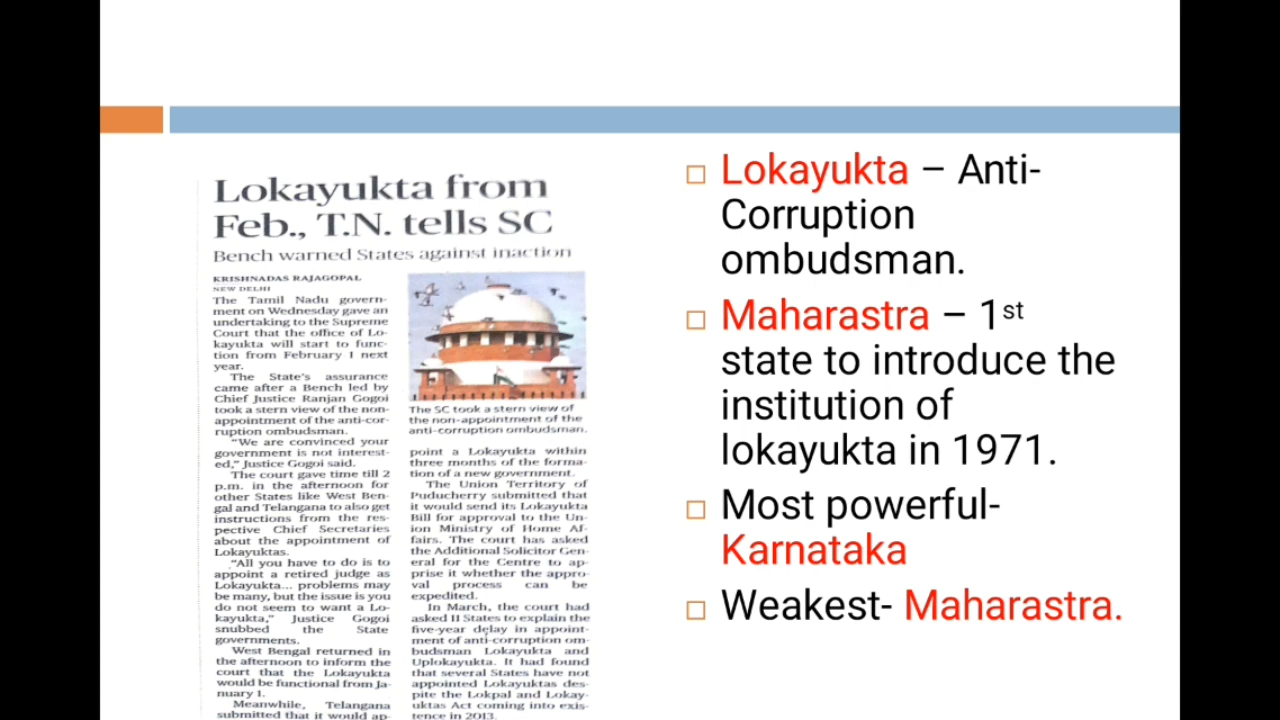 Lokayukta from
Feb., T.N. tells SC
Bench warned States against inaction
KRISHNADAS RAJAGOPAL
NEW DELHI
The Tamil Nadu govern-
ment on Wednesday gave an
undertaking to the Supreme
Court that the office of Lo-
kayukta will start to func-
tion from February 1 next
year.
The State's assurance
came after a Bench led by
Chief Justice Ranjan Gogoi
took a stern view of the non-
appointment of the anti-cor-
ruption ombudsman.
"We are convinced your
government is not interest-
ed," Justice Gogoi said.
The court gave time till 2
p.m. in the afternoon for
other States like West Ben-
gal and Telangana to also get
instructions from the res-
pective Chief Secretaries
about the appointment of
Lokayuktas.
"All you have to do is to
appoint a retired judge as
Lokayukta... problems may
be many, but the issue is you
do not seem to want a Lo-
kayukta," Justice Gogoi
snubbed the State
governments.
West Bengal returned in
the afternoon to inform the
court that the Lokayukta
would be functional from Ja-
nuary 1.
Meanwhile, Telangana
submitted that it would ap-
The SC took a stern view of
the non-appointment of the
anti-corruption ombudsman.
point a Lokayukta within
three months of the forma-
tion of a new government.
The Union Territory of
Puducherry submitted that
it would send its Lokayukta
Bill for approval to the Un-
ion Ministry of Home Af-
fairs. The court has asked
the Additional Solicitor Gen-
eral for the Centre to ap-
prise it whether the appro-
val process can be
expedited.
In March, the court had
asked 11 States to explain the
five-year delay in appoint-
ment of anti-corruption om-
budsman Lokayukta and
Uplokayukta. It had found
that several States have not
appointed Lokayuktas des-
pite the Lokpal and Lokay-
uktas Act coming into exis-
tence in 2013.
Lokayukta – Anti-
Corruption
ombudsman.
Maharastra – 1st
state to introduce the
institution of
lokayukta in 1971.
Most powerful-
Karnataka
Weakest- Maharastra.